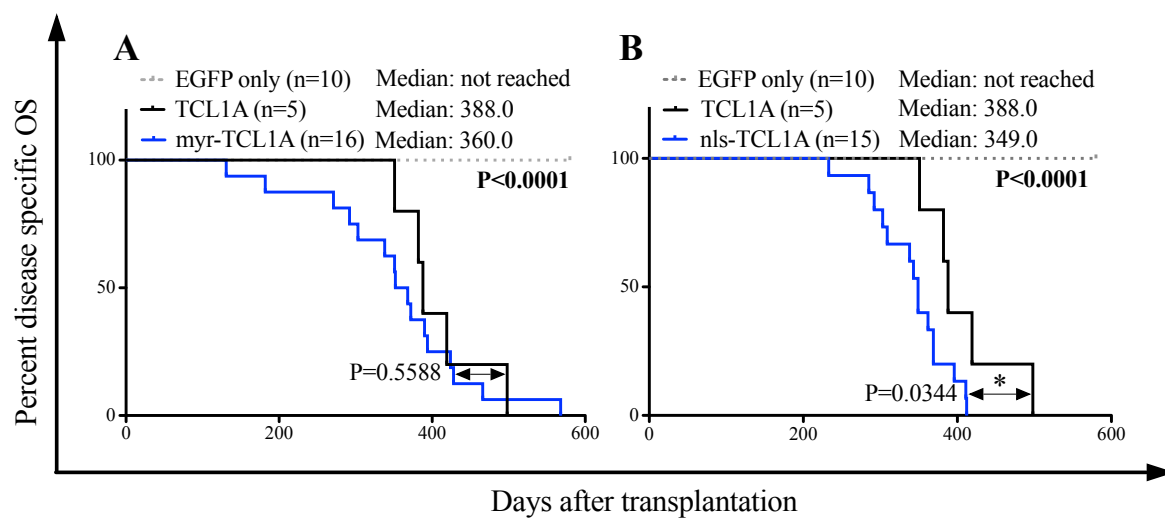 A
EGFP only (n=10) Median: not reached
TCL1A (n=5) Median: 388.0
myr-TCL1A (n=16) Median: 360.0
100
P<0.0001
50
P=0.5588
0
0 200 400 600
B
EGFP only (n=10) Median: not reached
TCL1A (n=5) Median: 388.0
nls-TCL1A (n=15) Median: 349.0
100
P<0.0001
50
P=0.0344 *
0
0 200 400 600
Percent disease specific OS
Days after transplantation